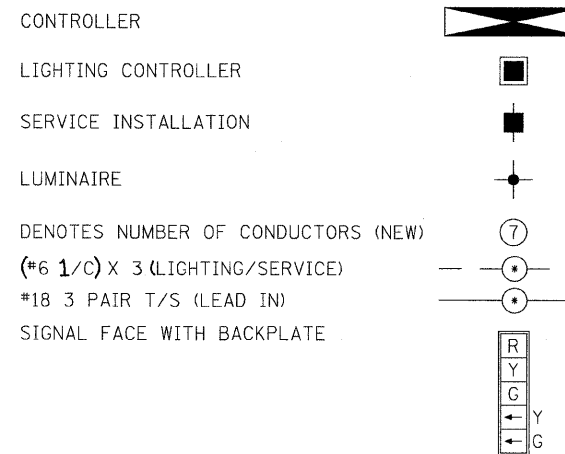 CONTROLLER
LIGHTING CONTROLLER
SERVICE INSTALLATION
LUMINAIRE
DENOTES NUMBER OF CONDUCTORS (NEW) 7
(#6 1/C) X 3 (LIGHTING/SERVICE) *
#18 3 PAIR T/S (LEAD IN) *
SIGNAL FACE WITH BACKPLATE
R
Y
G
← Y
← G